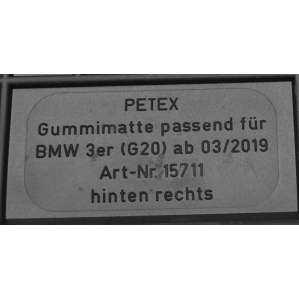 PETEX
Gummimatte passend für
BMW 3er (G20) ab 03/2019
Art-Nr. 15711
hinten rechts